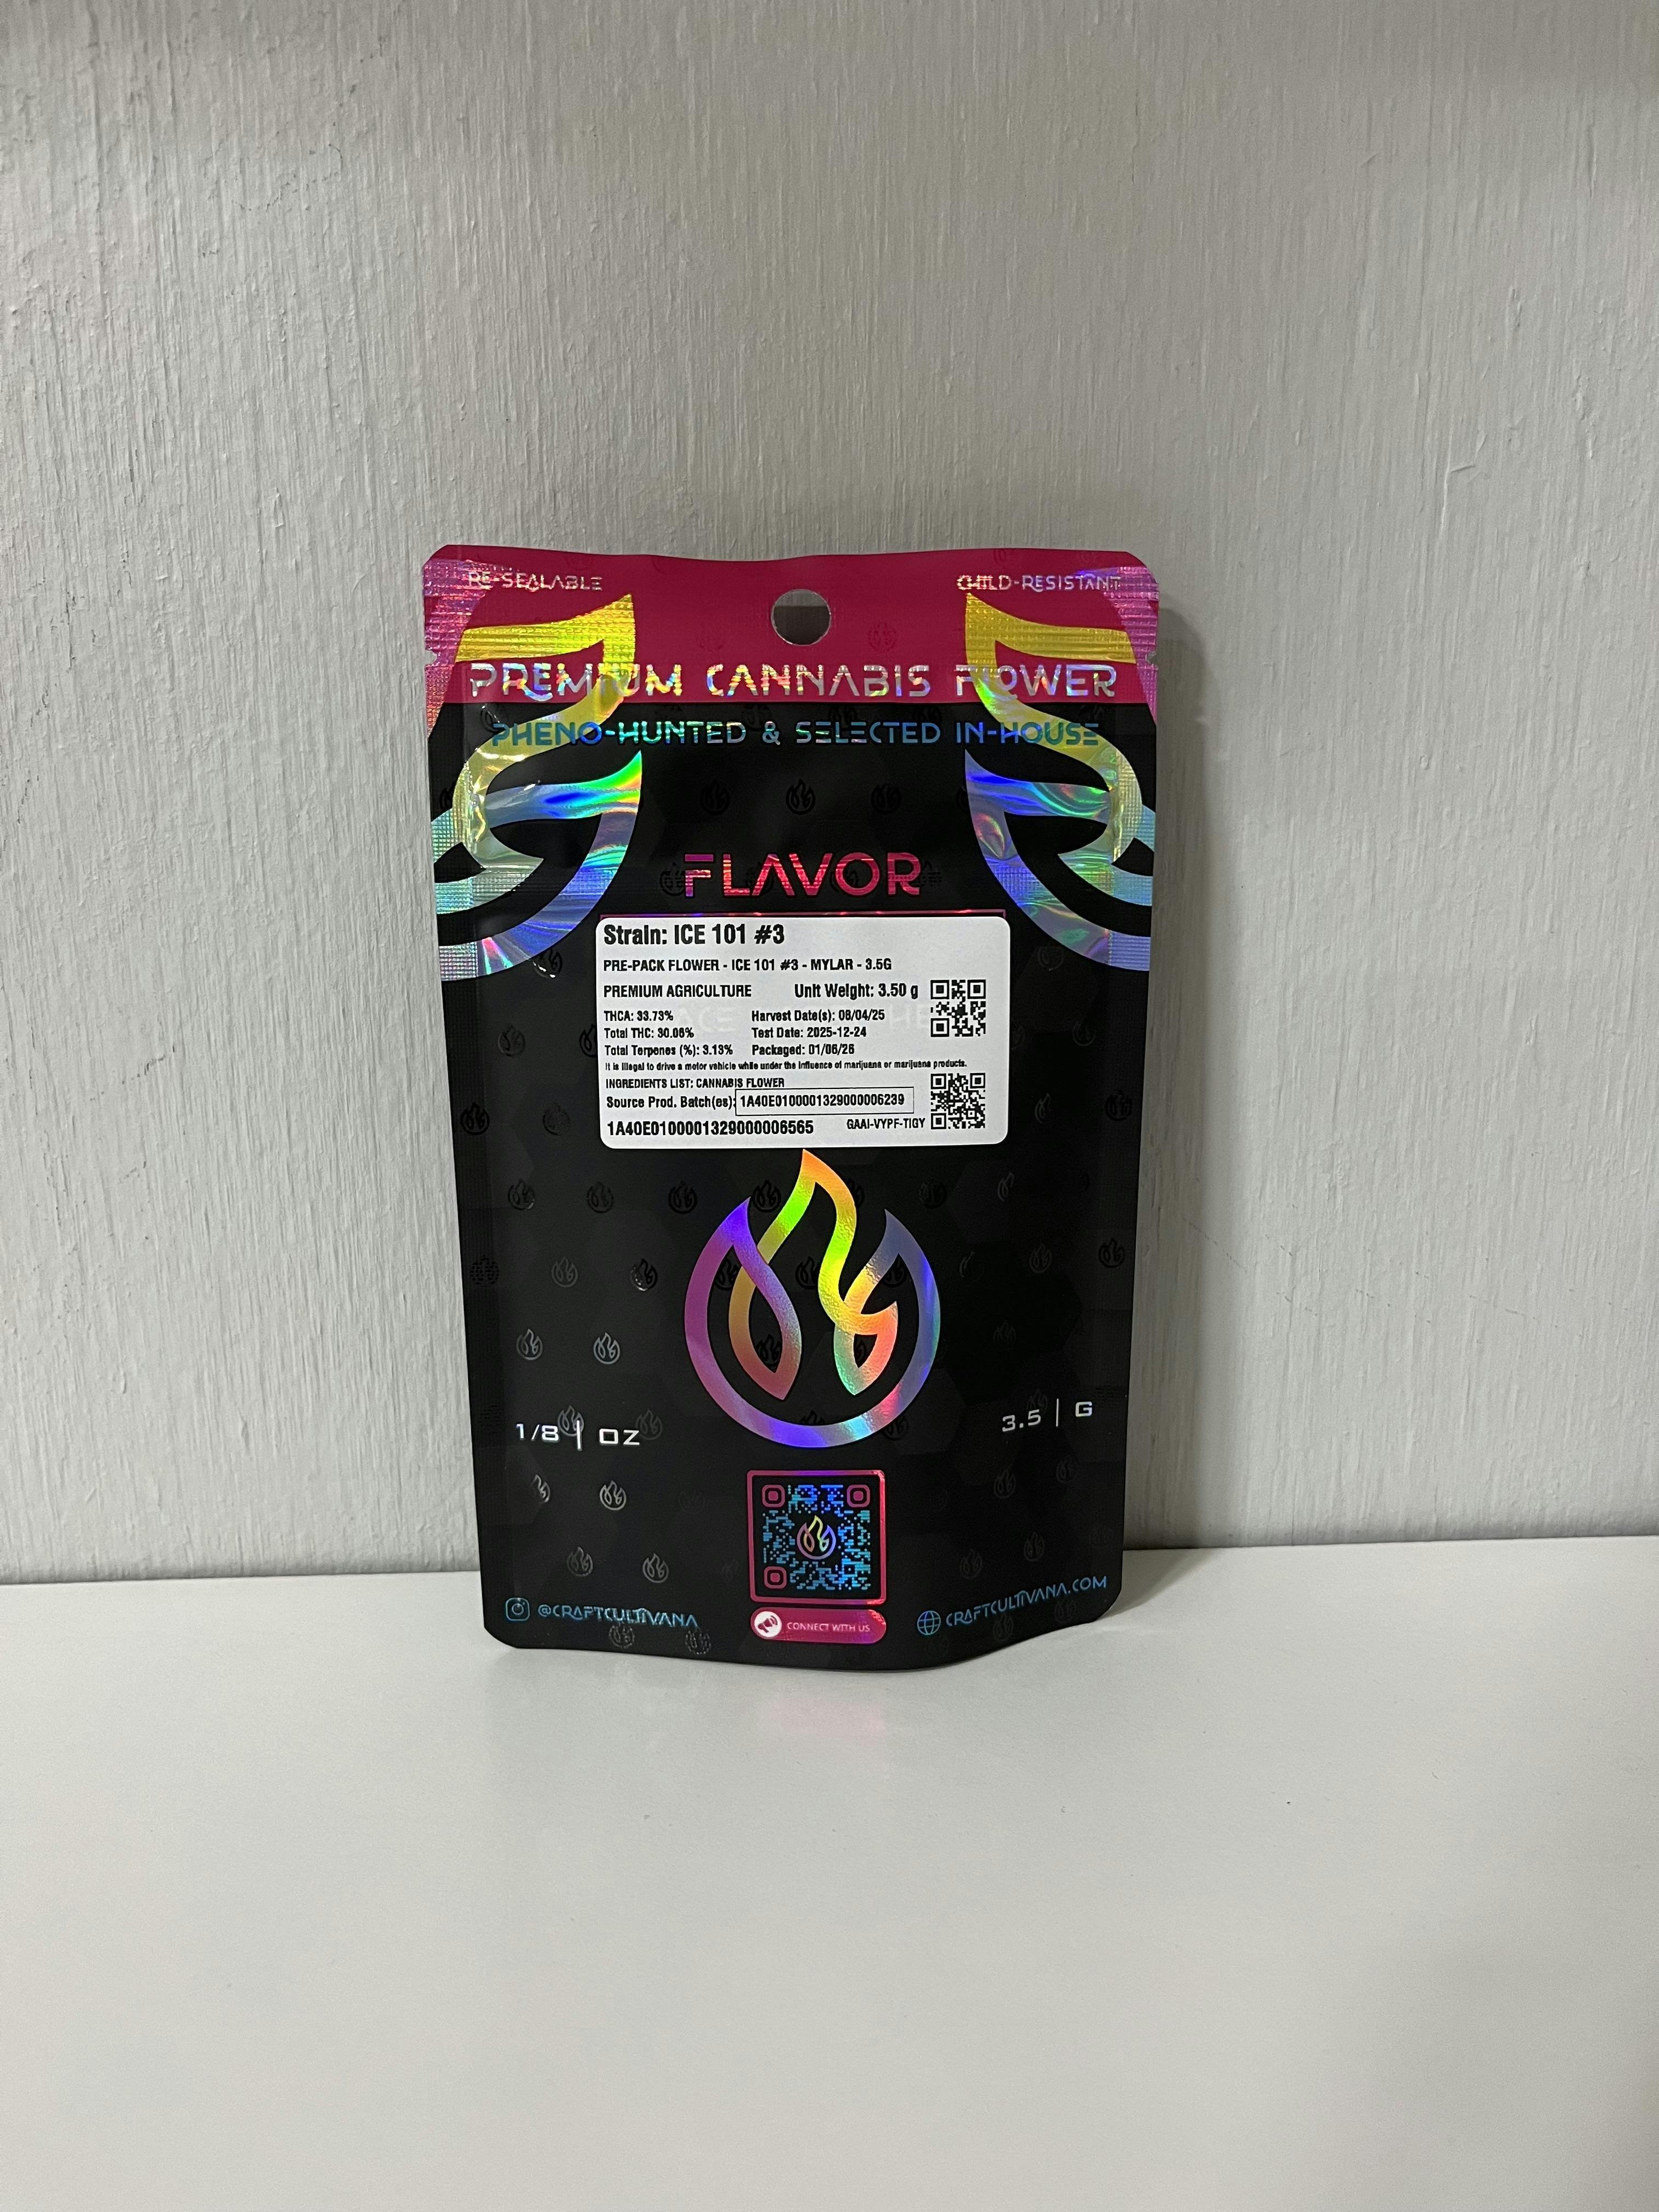 RE-SEALABLE
CHILD-RESISTANT
PREMIUM CANNABIS FLOWER
PHENO-HUNTED & SELECTED IN-HOUSE
FLAVOR
Strain: ICE 101 #3
PRE-PACK FLOWER - ICE 101 #3 - MYLAR - 3.5G
PREMIUM AGRICULTURE Unit Weight: 3.50 g
THCA: 33.73% Harvest Date(s): 08/04/25
Total THC: 30.06% Test Date: 2025-12-24
Total Terpenes (%): 3.13% Packaged: 01/06/26
It is illegal to drive a motor vehicle while under the influence of marijuana or marijuana products.
INGREDIENTS LIST: CANNABIS FLOWER
Source Prod. Batch(es): 1A40E0100001329000006239
1A40E0100001329000006565 GAAI-VYPF-TIGY
1/8 | OZ
3.5 | G
@CRAFTCULTIVANA
CONNECT WITH US
CRAFTCULTIVANA.COM